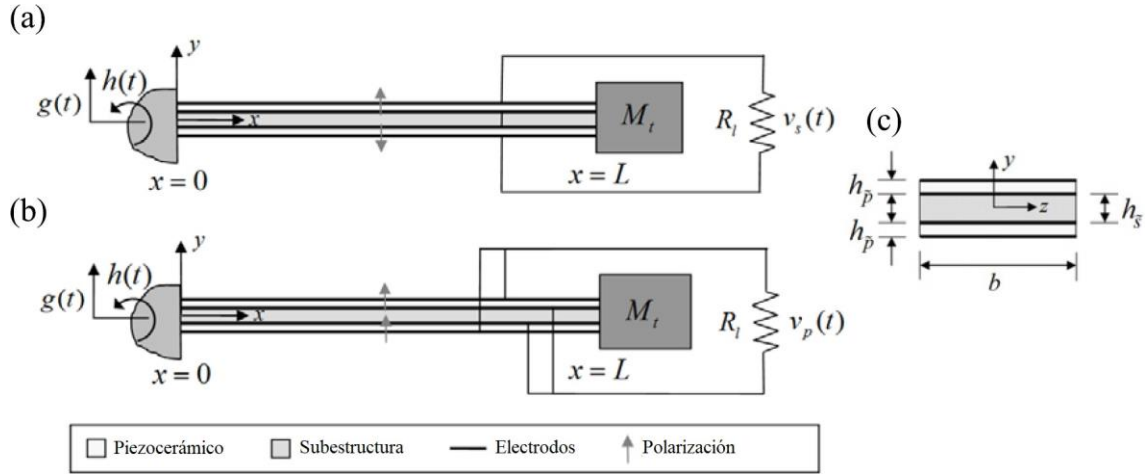 (a)
y
h(t)
g(t)
x
M_t
R_l
v_s(t)
x = 0
x = L
(b)
y
h(t)
g(t)
x
M_t
R_l
v_p(t)
x = 0
x = L
(c)
y
h_p̃
z
h_s̃
h_p̃
b
Piezocerámico
Subestructura
Electrodos
Polarización